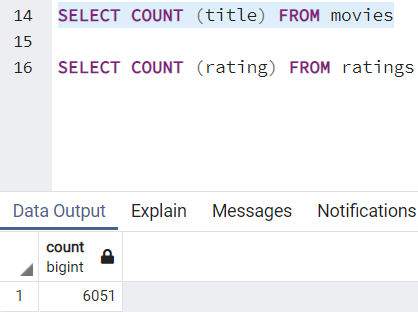 14 SELECT COUNT (title) FROM movies
15
16 SELECT COUNT (rating) FROM ratings
Data Output Explain Messages Notifications
count
bigint
1 6051